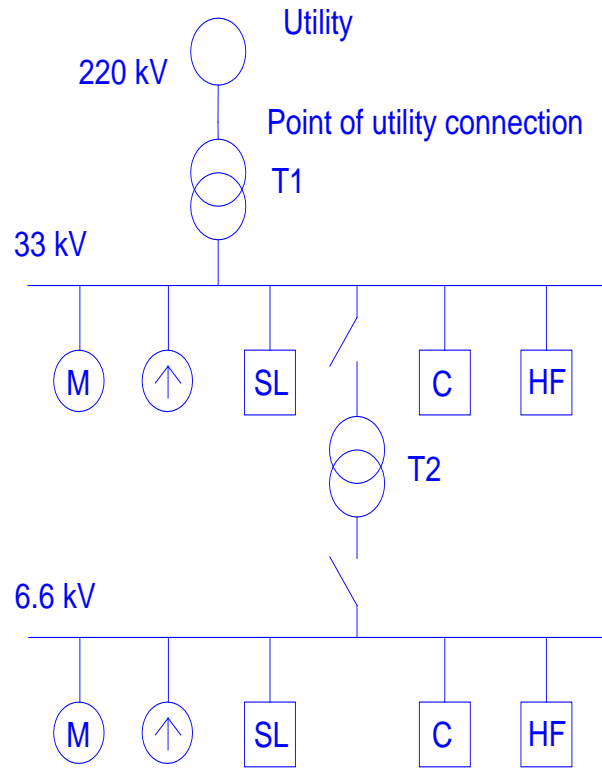 Utility
220 kV
Point of utility connection
T1
33 kV
M
SL
C
HF
T2
6.6 kV
M
SL
C
HF